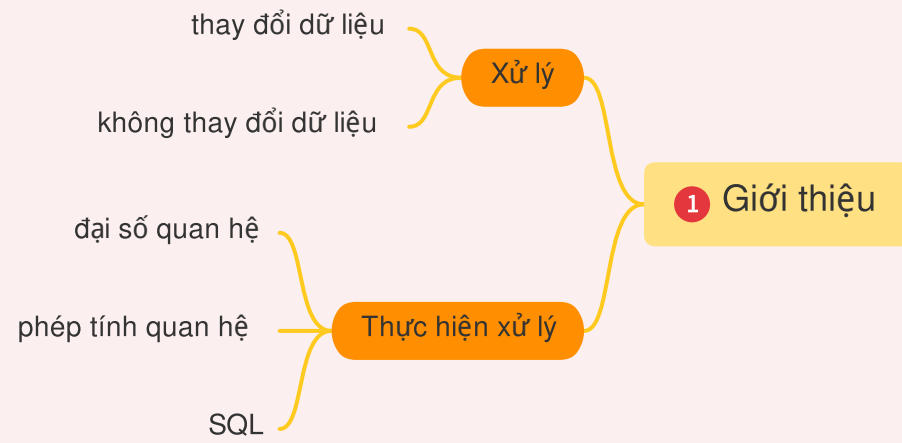 thay đổi dữ liệu
Xử lý
không thay đổi dữ liệu
1 Giới thiệu
đại số quan hệ
phép tính quan hệ
Thực hiện xử lý
SQL